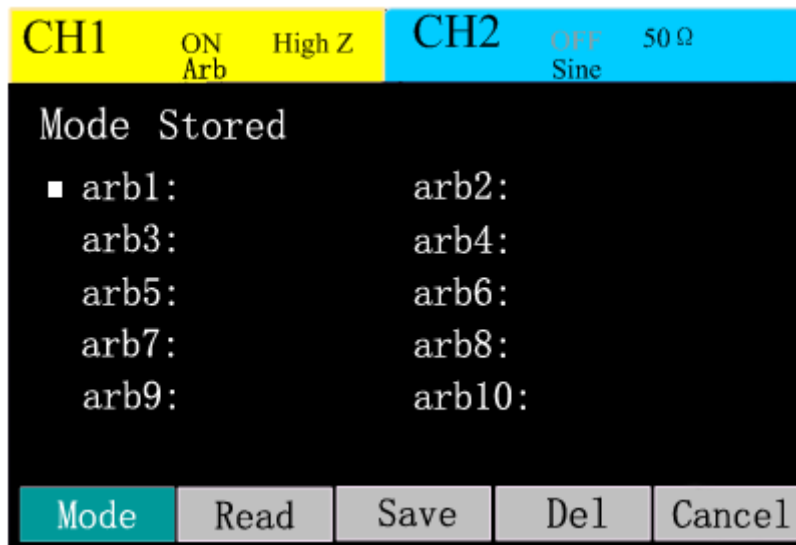 CH1 ON High Z CH2 OFF 50 Ω
Arb Sine
Mode Stored
arb1: arb2:
arb3: arb4:
arb5: arb6:
arb7: arb8:
arb9: arb10:
Mode Read Save Del Cancel